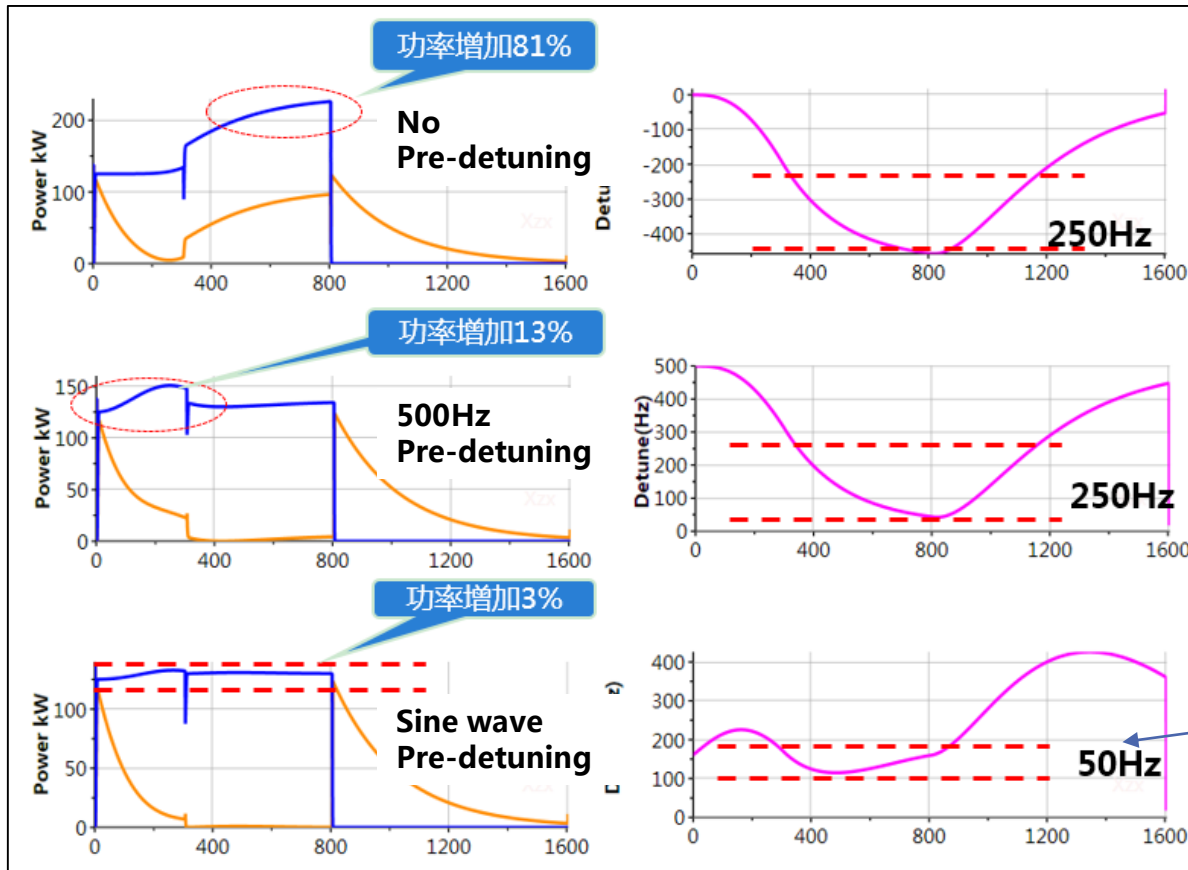 功率增加81%
No
Pre-detuning
Power kW
200
100
0
0 400 800 1200 1600
Detu
0
-100
-200
-300
-400
250Hz
0 400 800 1200 1600
功率增加13%
500Hz
Pre-detuning
Power kW
150
100
50
0
0 400 800 1200 1600
Detune(Hz)
500
400
300
200
100
0
250Hz
0 400 800 1200 1600
功率增加3%
Sine wave
Pre-detuning
Power kW
100
50
0
0 400 800 1200 1600
400
300
200
100
0
50Hz
0 400 800 1200 1600